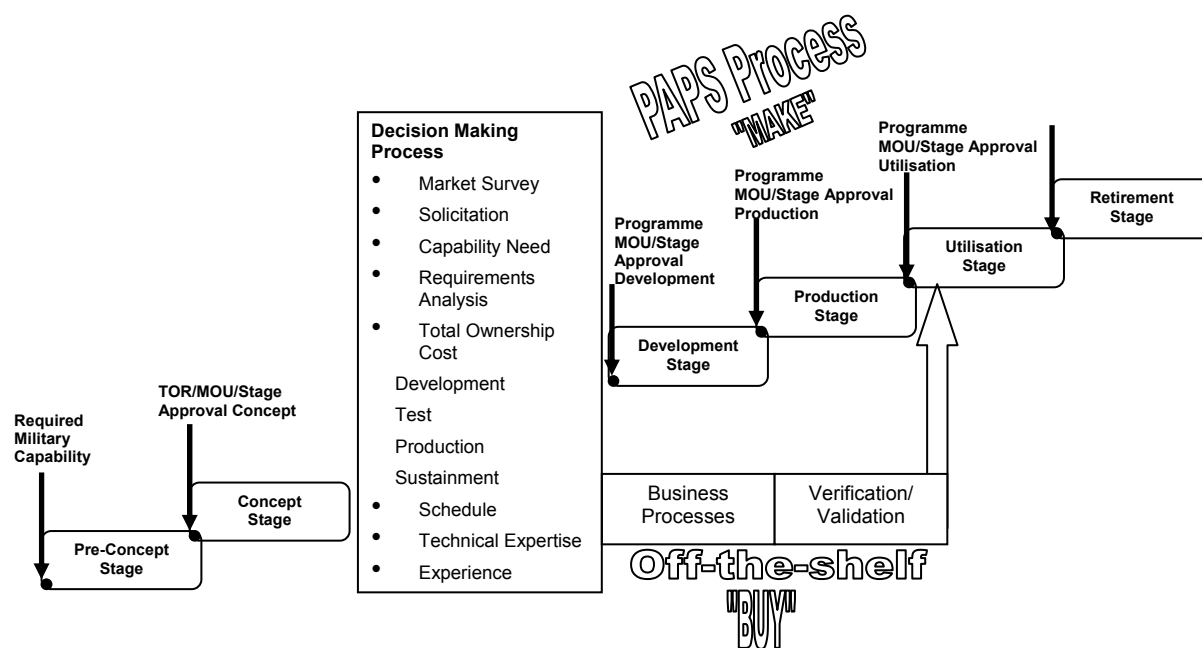 PAPS Process
"MAKE"
Decision Making
Process
• Market Survey
• Solicitation
• Capability Need
• Requirements
Analysis
• Total Ownership
Cost
Development
Test
Production
Sustainment
• Schedule
• Technical Expertise
• Experience
Required
Military
Capability
TOR/MOU/Stage
Approval Concept
Pre-Concept
Stage
Concept
Stage
Programme
MOU/Stage
Approval
Development
Development
Stage
Programme
MOU/Stage Approval
Production
Production
Stage
Programme
MOU/Stage Approval
Utilisation
Utilisation
Stage
Retirement
Stage
Business
Processes
Verification/
Validation
Off-the-shelf
"BUY"